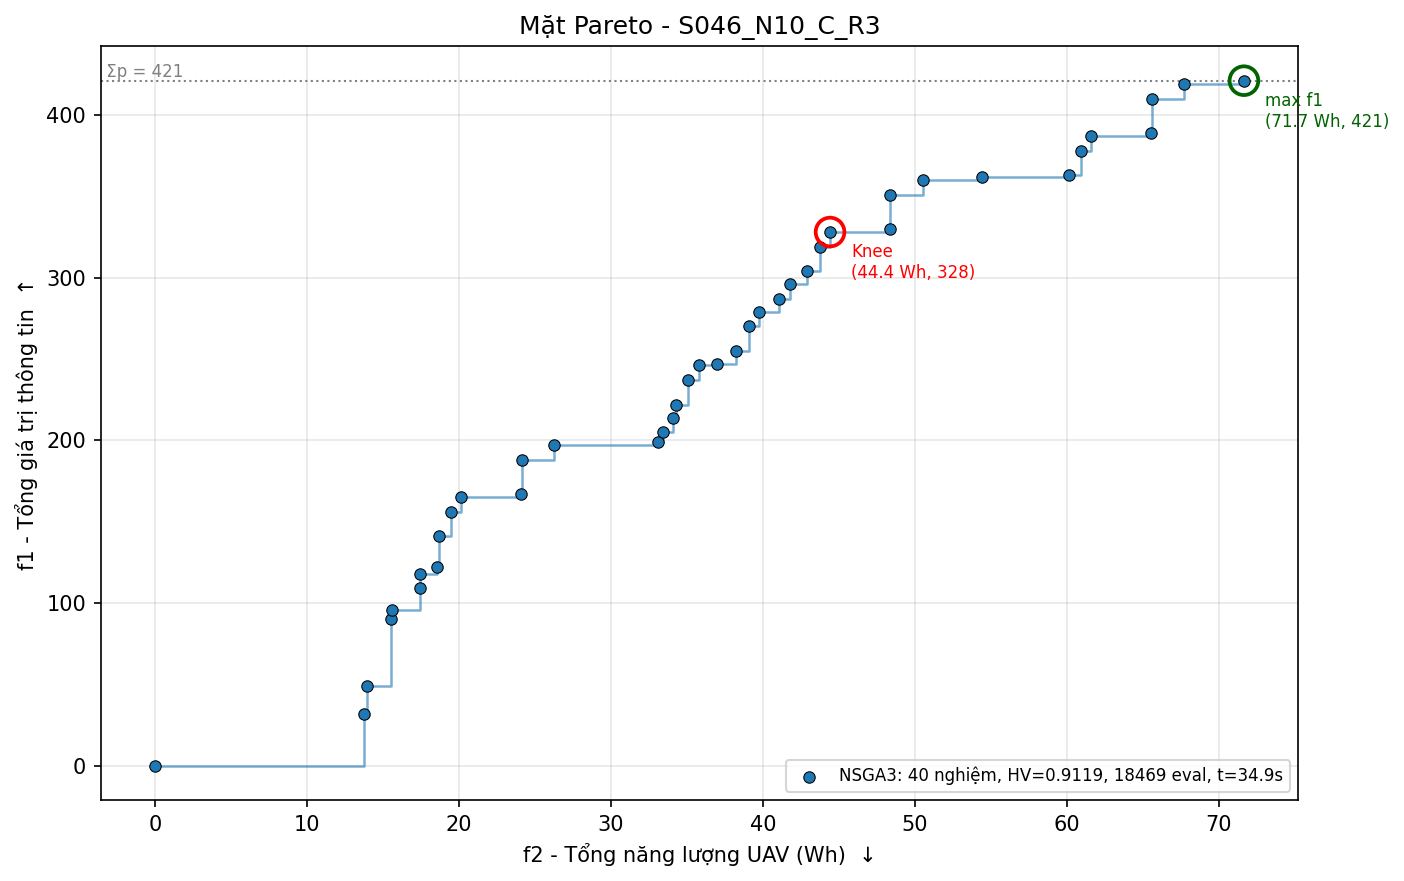 Mặt Pareto - S046_N10_C_R3
Σp = 421
max f1
(71.7 Wh, 421)
Knee
(44.4 Wh, 328)
400
300
200
100
0
f1 - Tổng giá trị thông tin ↑
NSGA3: 40 nghiệm, HV=0.9119, 18469 eval, t=34.9s
0 10 20 30 40 50 60 70
f2 - Tổng năng lượng UAV (Wh) ↓